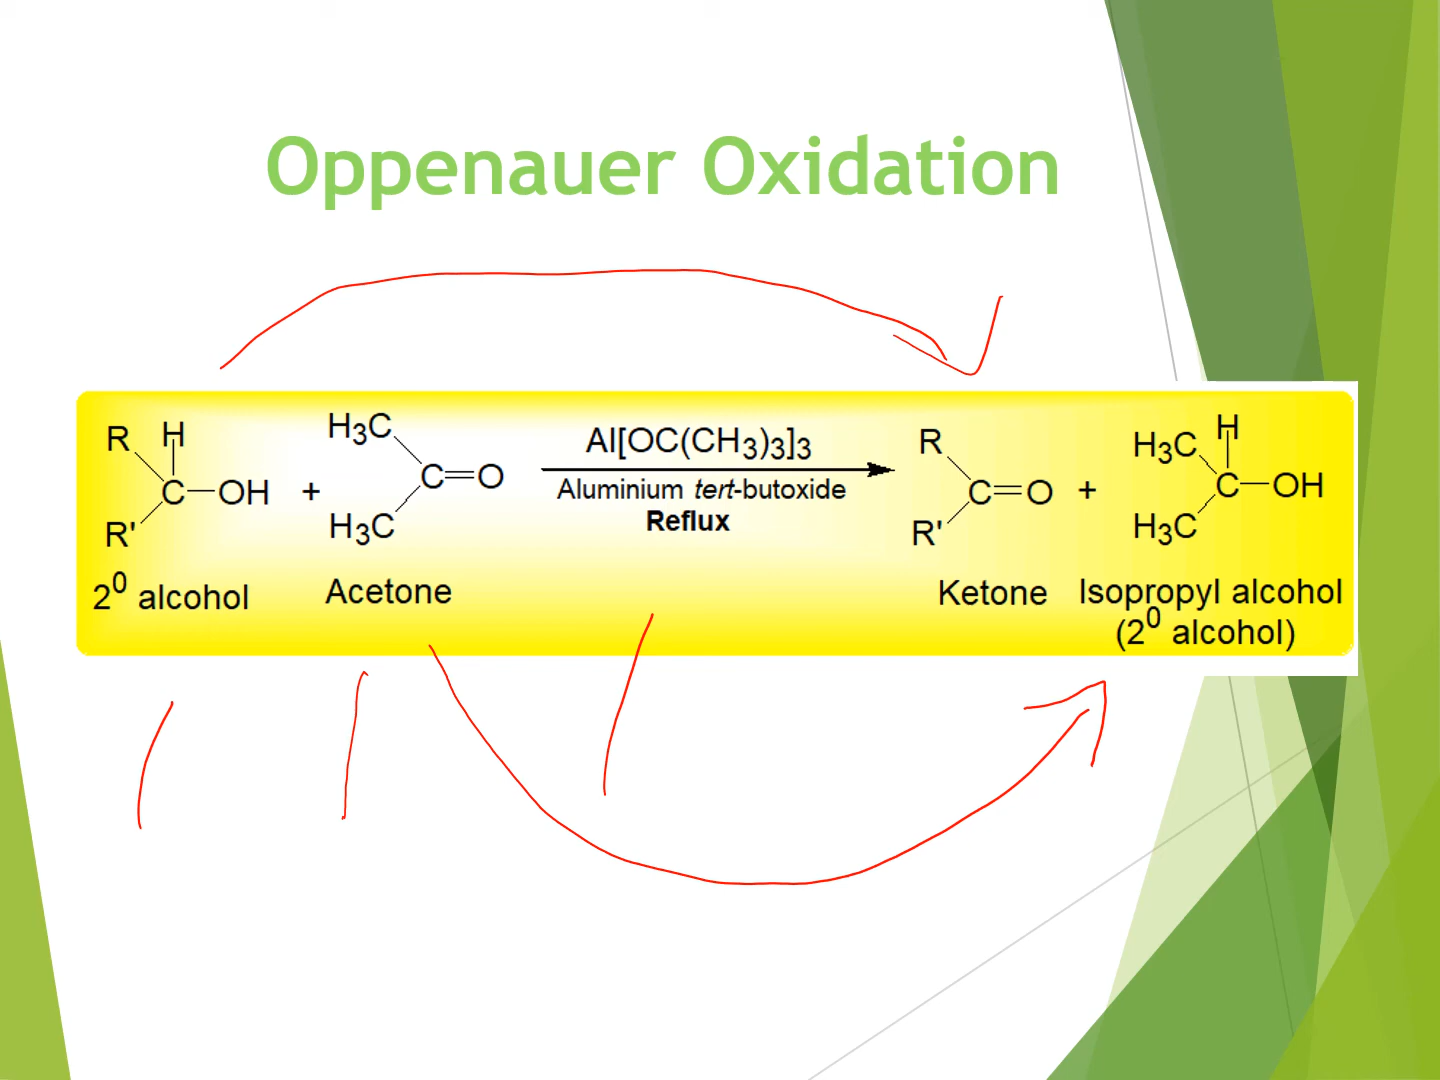 Oppenauer Oxidation
R H
C—OH
R'
2⁰ alcohol
+
H₃C
C=O
H₃C
Acetone
Al[OC(CH₃)₃]₃
Aluminium tert-butoxide
Reflux
R
C=O
R'
Ketone
+
H₃C H
C—OH
H₃C
Isopropyl alcohol
(2⁰ alcohol)